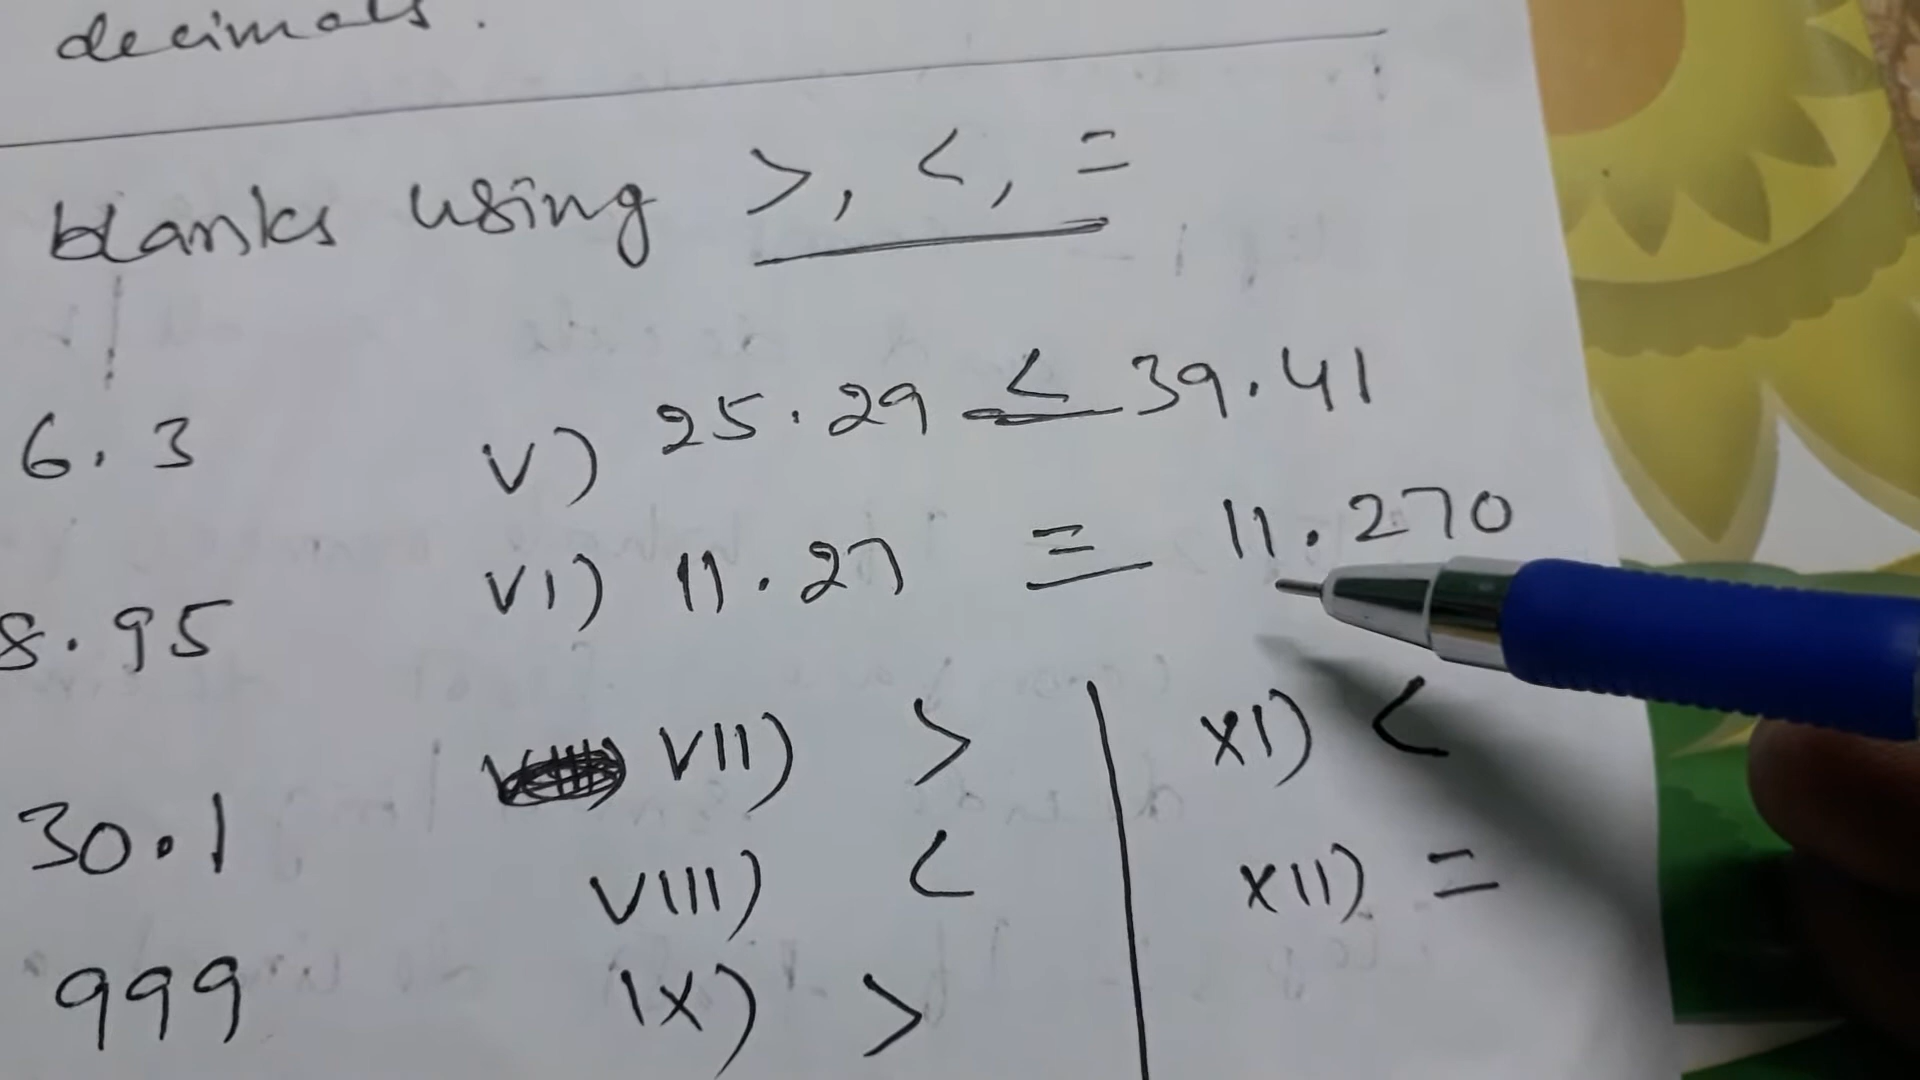 decimals.
blanks using >, <, =
6.3 V) 25.29 < 39.41
VI) 11.27 = 11.270
8.95
VII) > XI) <
30.1 VIII) < XII) =
999 IX) >